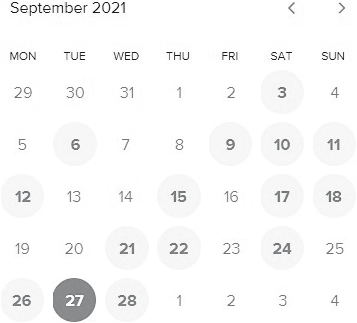 September 2021
MON TUE WED THU FRI SAT SUN
29 30 31 1 2 3 4
5 6 7 8 9 10 11
12 13 14 15 16 17 18
19 20 21 22 23 24 25
26 27 28 1 2 3 4